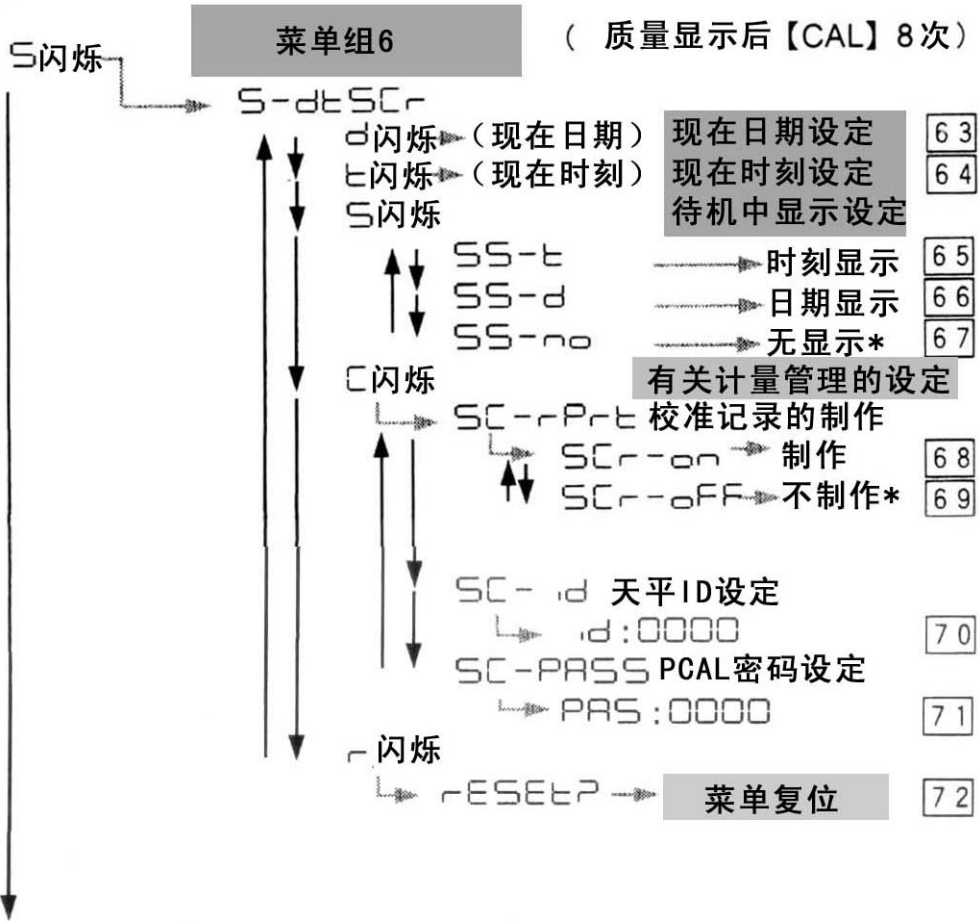 菜单组6 ( 质量显示后【CAL】8次)
S闪烁
S-dtSCr
d闪烁 (现在日期) 现在日期设定 63
t闪烁 (现在时刻) 现在时刻设定 64
S闪烁 待机中显示设定
SS-t 时刻显示 65
SS-d 日期显示 66
SS-no 无显示* 67
C闪烁 有关计量管理的设定
SC-rPrt 校准记录的制作
SCr-on 制作 68
SCr-oFF 不制作* 69
SC- id 天平ID设定
id:0000 70
SC-PASS PCAL密码设定
PAS:0000 71
r闪烁
rESEt? 菜单复位 72